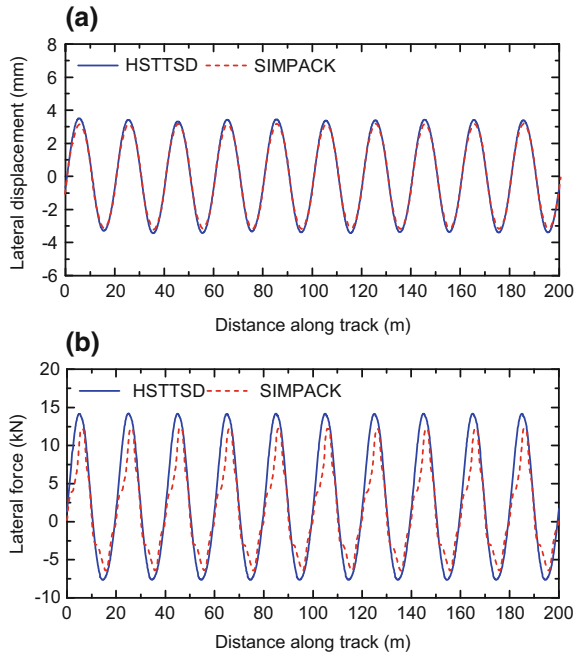 (a)
8
6
4
2
0
-2
-4
-6
Lateral displacement (mm)
HSTTSD SIMPACK
0 20 40 60 80 100 120 140 160 180 200
Distance along track (m)
(b)
20
15
10
5
0
-5
-10
Lateral force (kN)
HSTTSD SIMPACK
0 20 40 60 80 100 120 140 160 180 200
Distance along track (m)